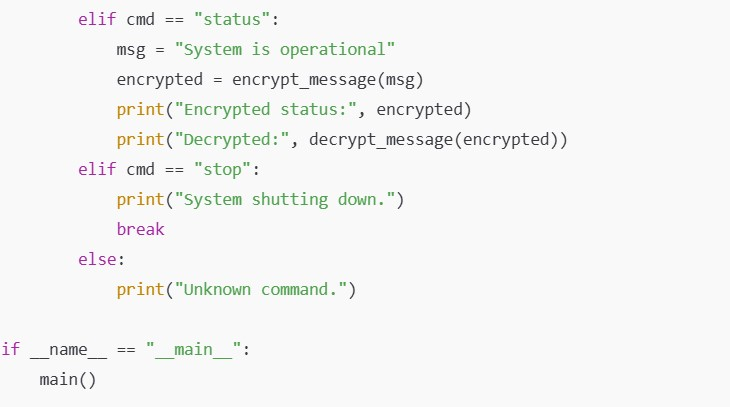 elif cmd == "status":
msg = "System is operational"
encrypted = encrypt_message(msg)
print("Encrypted status:", encrypted)
print("Decrypted:", decrypt_message(encrypted))
elif cmd == "stop":
print("System shutting down.")
break
else:
print("Unknown command.")
if __name__ == "__main__":
main()